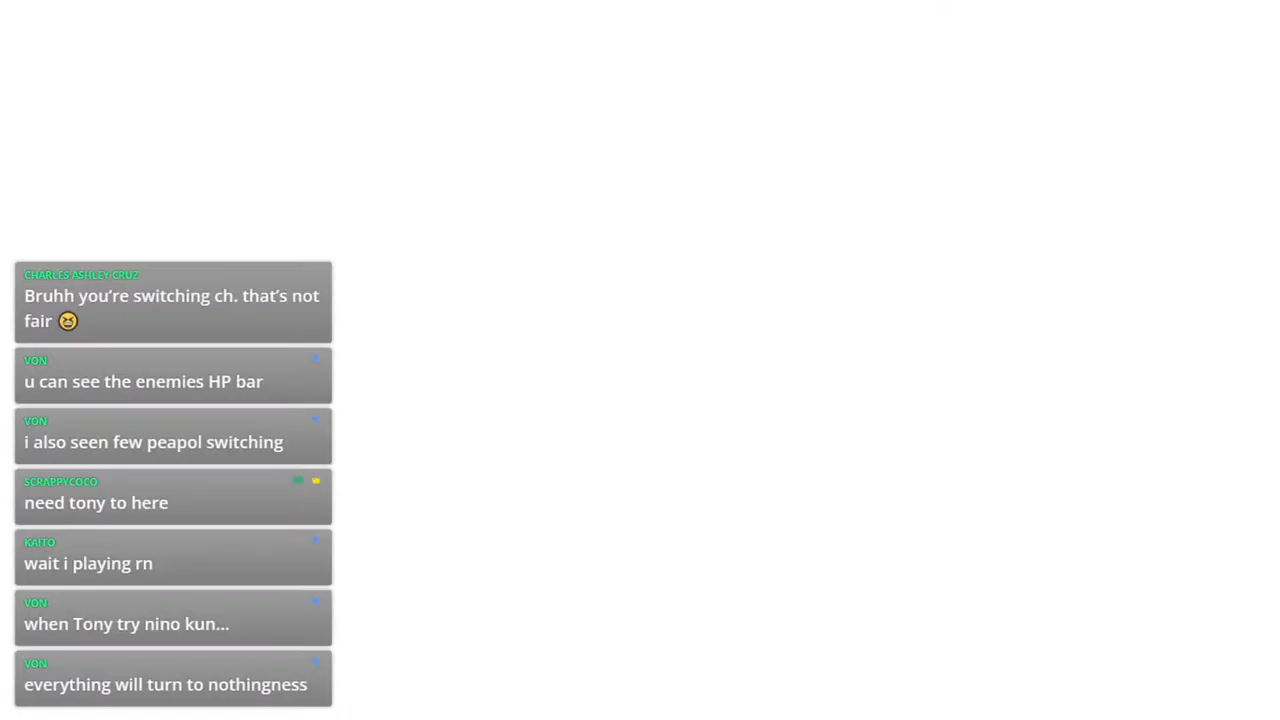 CHARLES ASHLEY CRUZ
Bruhh you're switching ch. that's not
fair
VON
u can see the enemies HP bar
VON
i also seen few peapol switching
SCRAPPYCOCO
need tony to here
KAITO
wait i playing rn
VON
when Tony try nino kun...
VON
everything will turn to nothingness